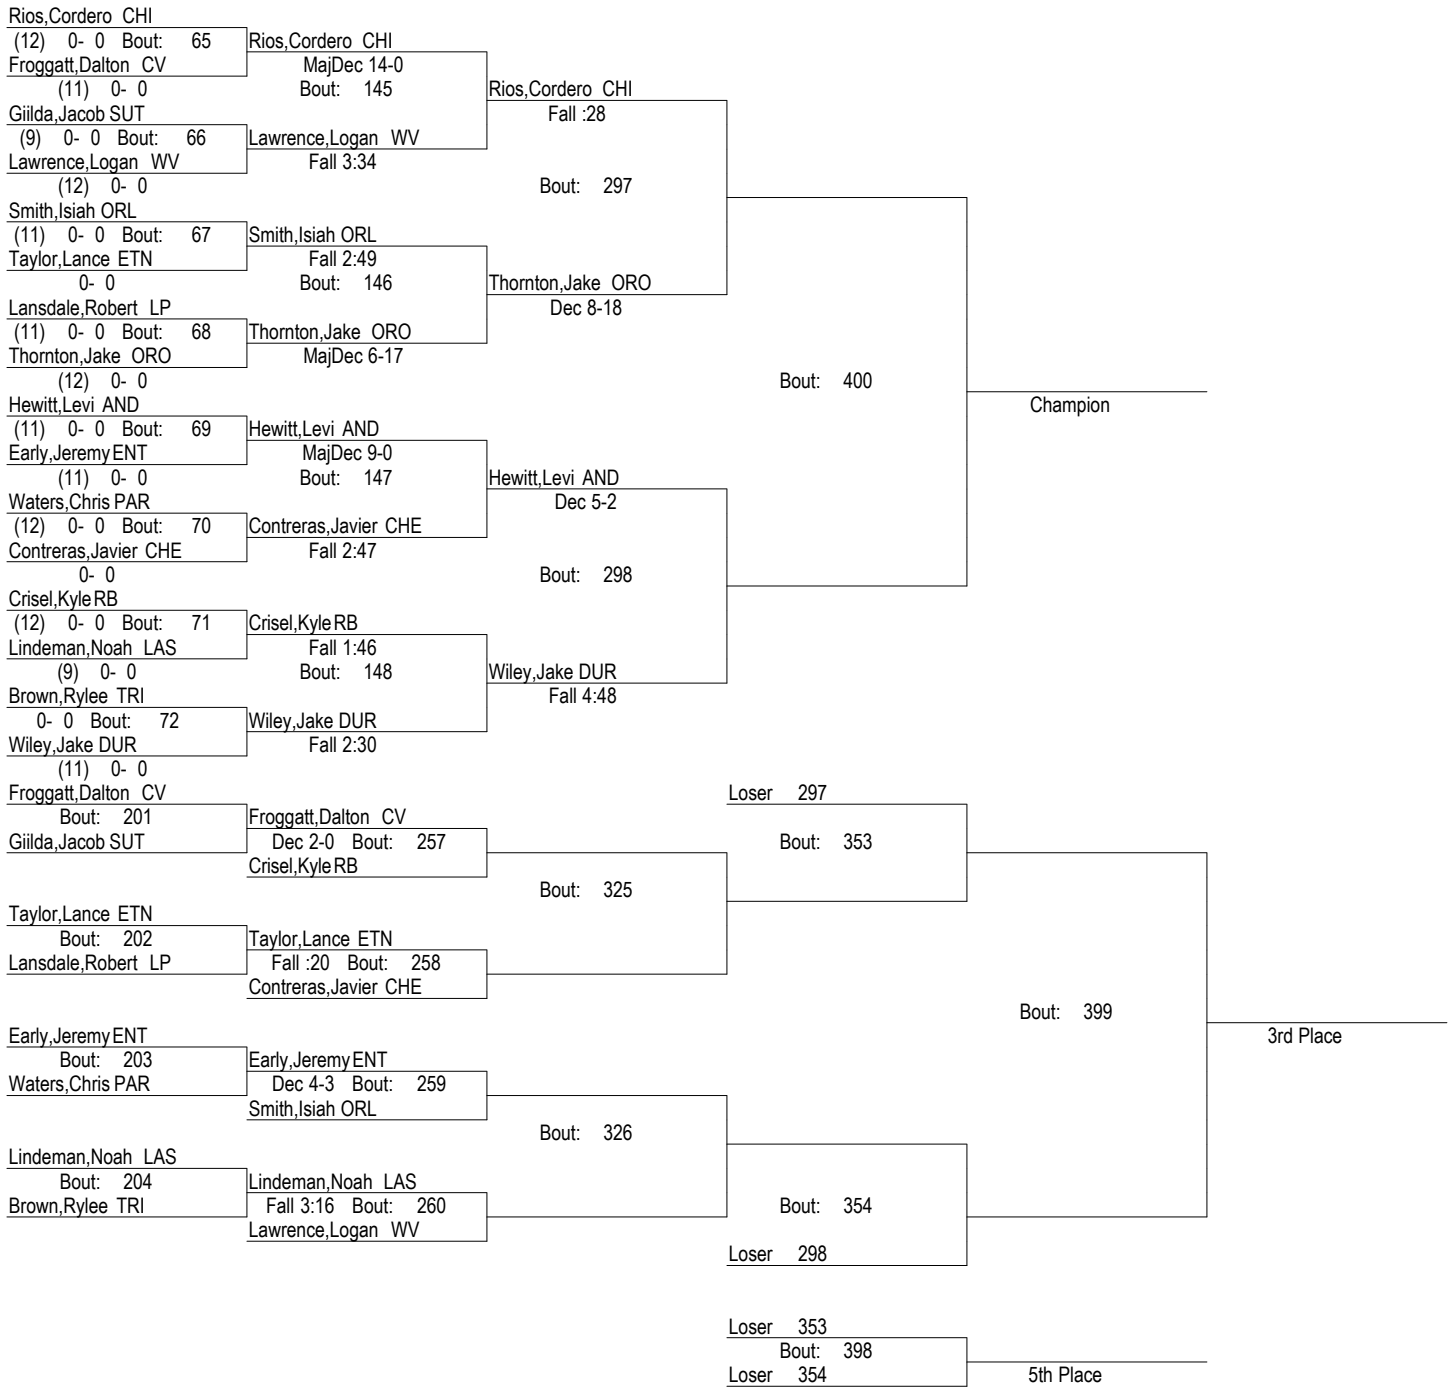 Rios,Cordero CHI
(12) 0- 0 Bout: 65 Rios,Cordero CHI
Froggatt,Dalton CV MajDec 14-0
(11) 0- 0 Bout: 145 Rios,Cordero CHI
Giilda,Jacob SUT Fall :28
(9) 0- 0 Bout: 66 Lawrence,Logan WV
Lawrence,Logan WV Fall 3:34
(12) 0- 0 Bout: 297
Smith,Isiah ORL
(11) 0- 0 Bout: 67 Smith,Isiah ORL
Taylor,Lance ETN Fall 2:49
0- 0 Bout: 146 Thornton,Jake ORO
Lansdale,Robert LP Dec 8-18
(11) 0- 0 Bout: 68 Thornton,Jake ORO
Thornton,Jake ORO MajDec 6-17
(12) 0- 0 Bout: 400
Hewitt,Levi AND Champion
(11) 0- 0 Bout: 69 Hewitt,Levi AND
Early,Jeremy ENT MajDec 9-0
(11) 0- 0 Bout: 147 Hewitt,Levi AND
Waters,Chris PAR Dec 5-2
(12) 0- 0 Bout: 70 Contreras,Javier CHE
Contreras,Javier CHE Fall 2:47
0- 0 Bout: 298
Crisel,Kyle RB
(12) 0- 0 Bout: 71 Crisel,Kyle RB
Lindeman,Noah LAS Fall 1:46
(9) 0- 0 Bout: 148 Wiley,Jake DUR
Brown,Rylee TRI Fall 4:48
0- 0 Bout: 72 Wiley,Jake DUR
Wiley,Jake DUR Fall 2:30
(11) 0- 0
Froggatt,Dalton CV Loser 297
Bout: 201 Froggatt,Dalton CV
Giilda,Jacob SUT Dec 2-0 Bout: 257 Bout: 353
Crisel,Kyle RB
Bout: 325
Taylor,Lance ETN
Bout: 202 Taylor,Lance ETN
Lansdale,Robert LP Fall :20 Bout: 258
Contreras,Javier CHE
Bout: 399
Early,Jeremy ENT 3rd Place
Bout: 203 Early,Jeremy ENT
Waters,Chris PAR Dec 4-3 Bout: 259
Smith,Isiah ORL
Bout: 326
Lindeman,Noah LAS
Bout: 204 Lindeman,Noah LAS
Brown,Rylee TRI Fall 3:16 Bout: 260 Bout: 354
Lawrence,Logan WV
Loser 298
Loser 353
Bout: 398
Loser 354 5th Place